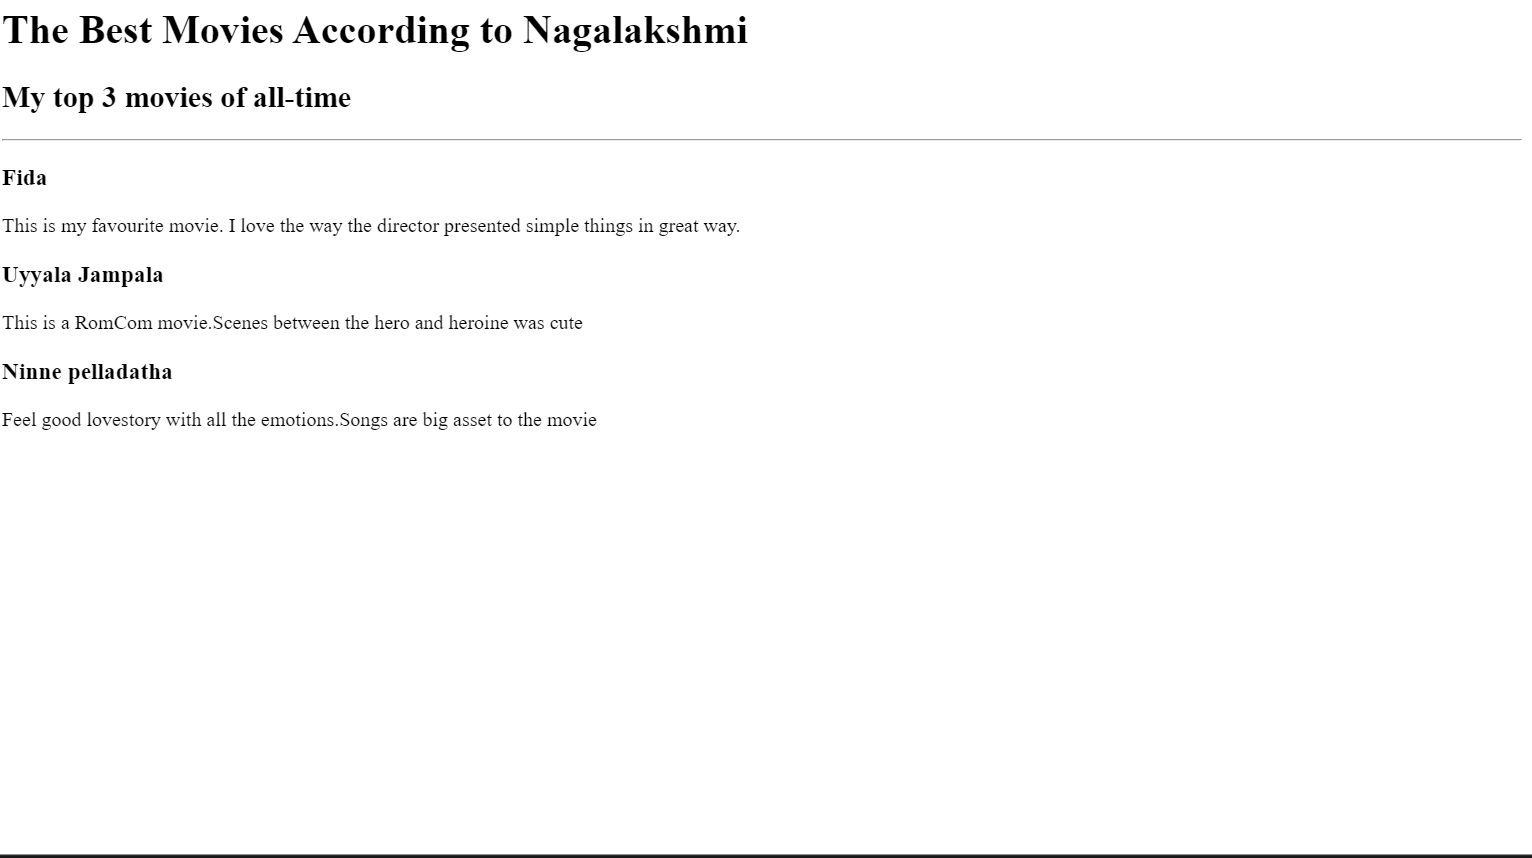 The Best Movies According to Nagalakshmi
My top 3 movies of all-time
Fida
This is my favourite movie. I love the way the director presented simple things in great way.
Uyyala Jampala
This is a RomCom movie.Scenes between the hero and heroine was cute
Ninne pelladatha
Feel good lovestory with all the emotions.Songs are big asset to the movie